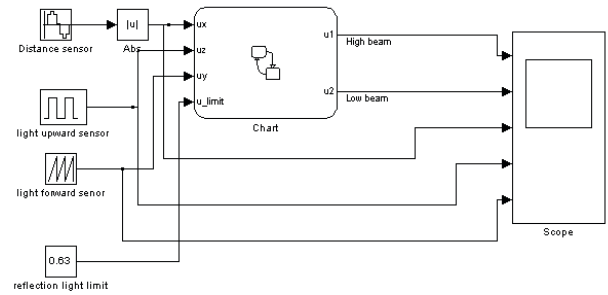 |u|
Distance sensor
Abs
ux
uz
uy
u_limit
u1
u2
High beam
Low beam
Chart
light upward sensor
light forward senor
Scope
0.63
reflection light limit